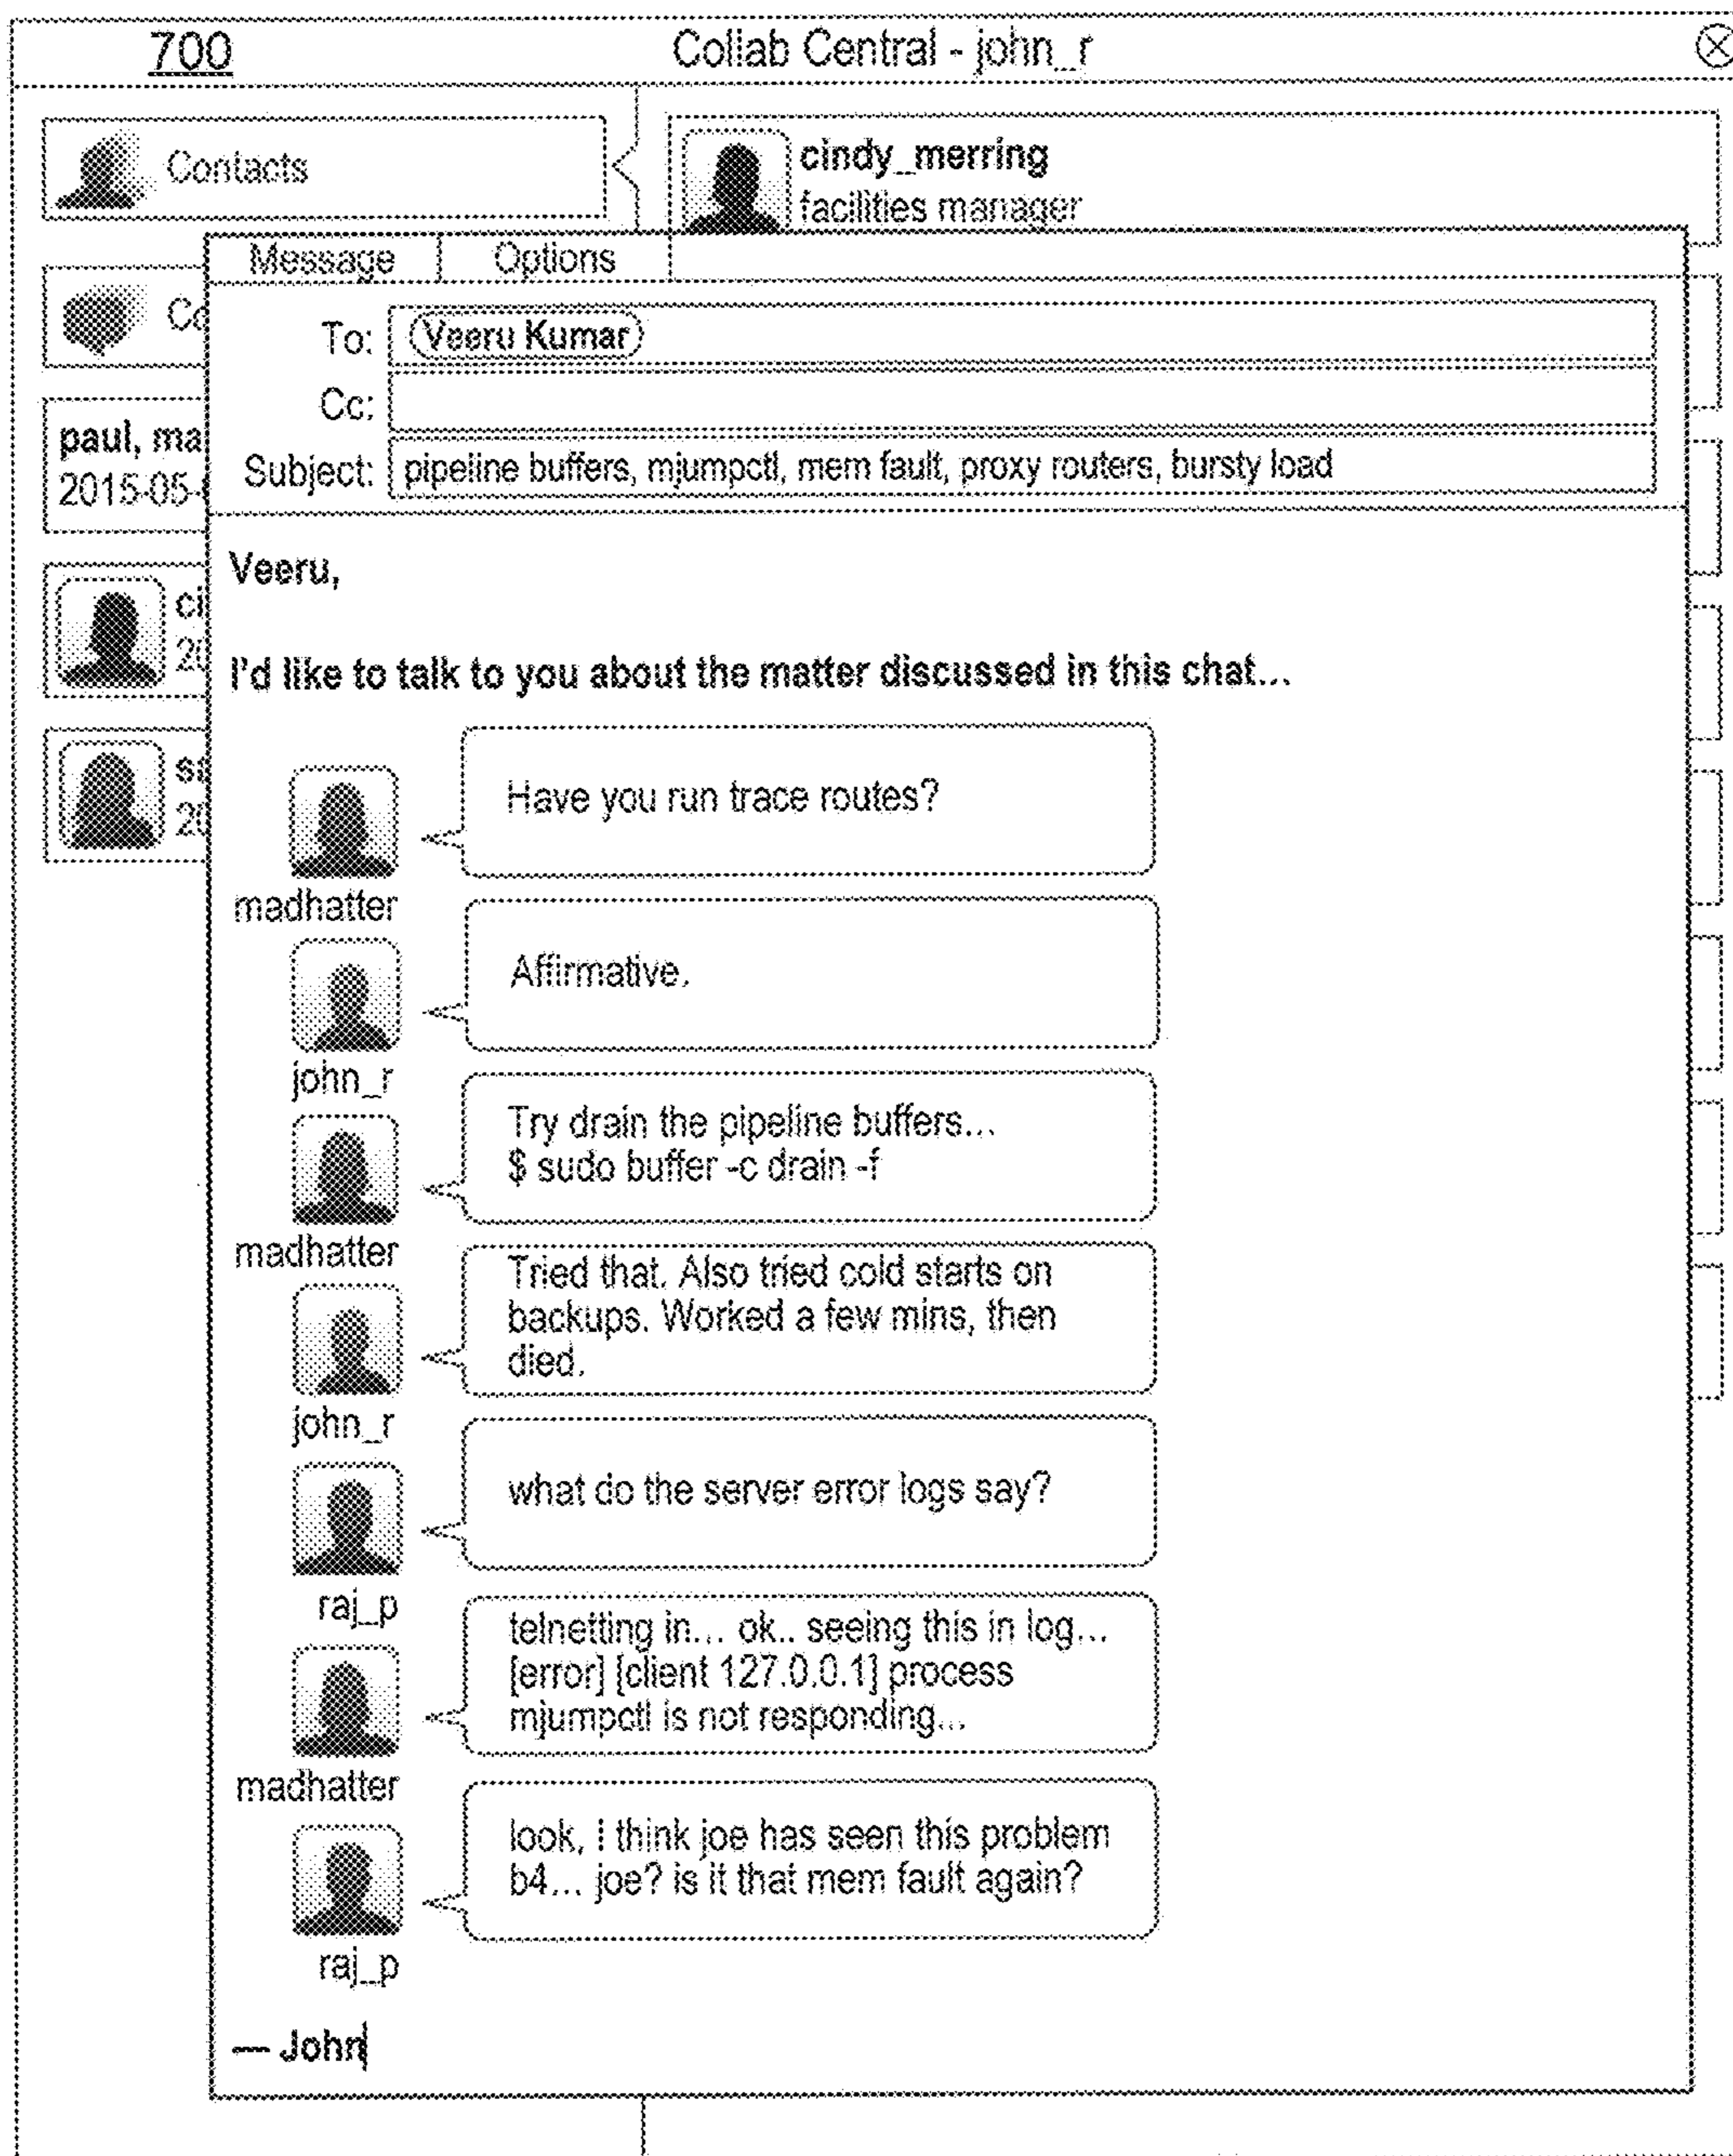 700
Collab Central - john_r
Contacts
cindy_merring
facilities manager
Message
Options
To:
Veeru Kumar
Cc:
Subject:
pipeline buffers, mjumpctl, mem fault, proxy routers, bursty load
paul, ma
2015-05-
ci
20
20
Veeru,
I'd like to talk to you about the matter discussed in this chat...
Have you run trace routes?
madhatter
Affirmative.
john_r
Try drain the pipeline buffers...
$ sudo buffer -c drain -f
madhatter
Tried that. Also tried cold starts on
backups. Worked a few mins, then
died.
john_r
what do the server error logs say?
raj_p
telnetting in... ok.. seeing this in log...
[error] [client 127.0.0.1] process
mjumpctl is not responding...
madhatter
look, I think joe has seen this problem
b4... joe? is it that mem fault again?
raj_p
— John